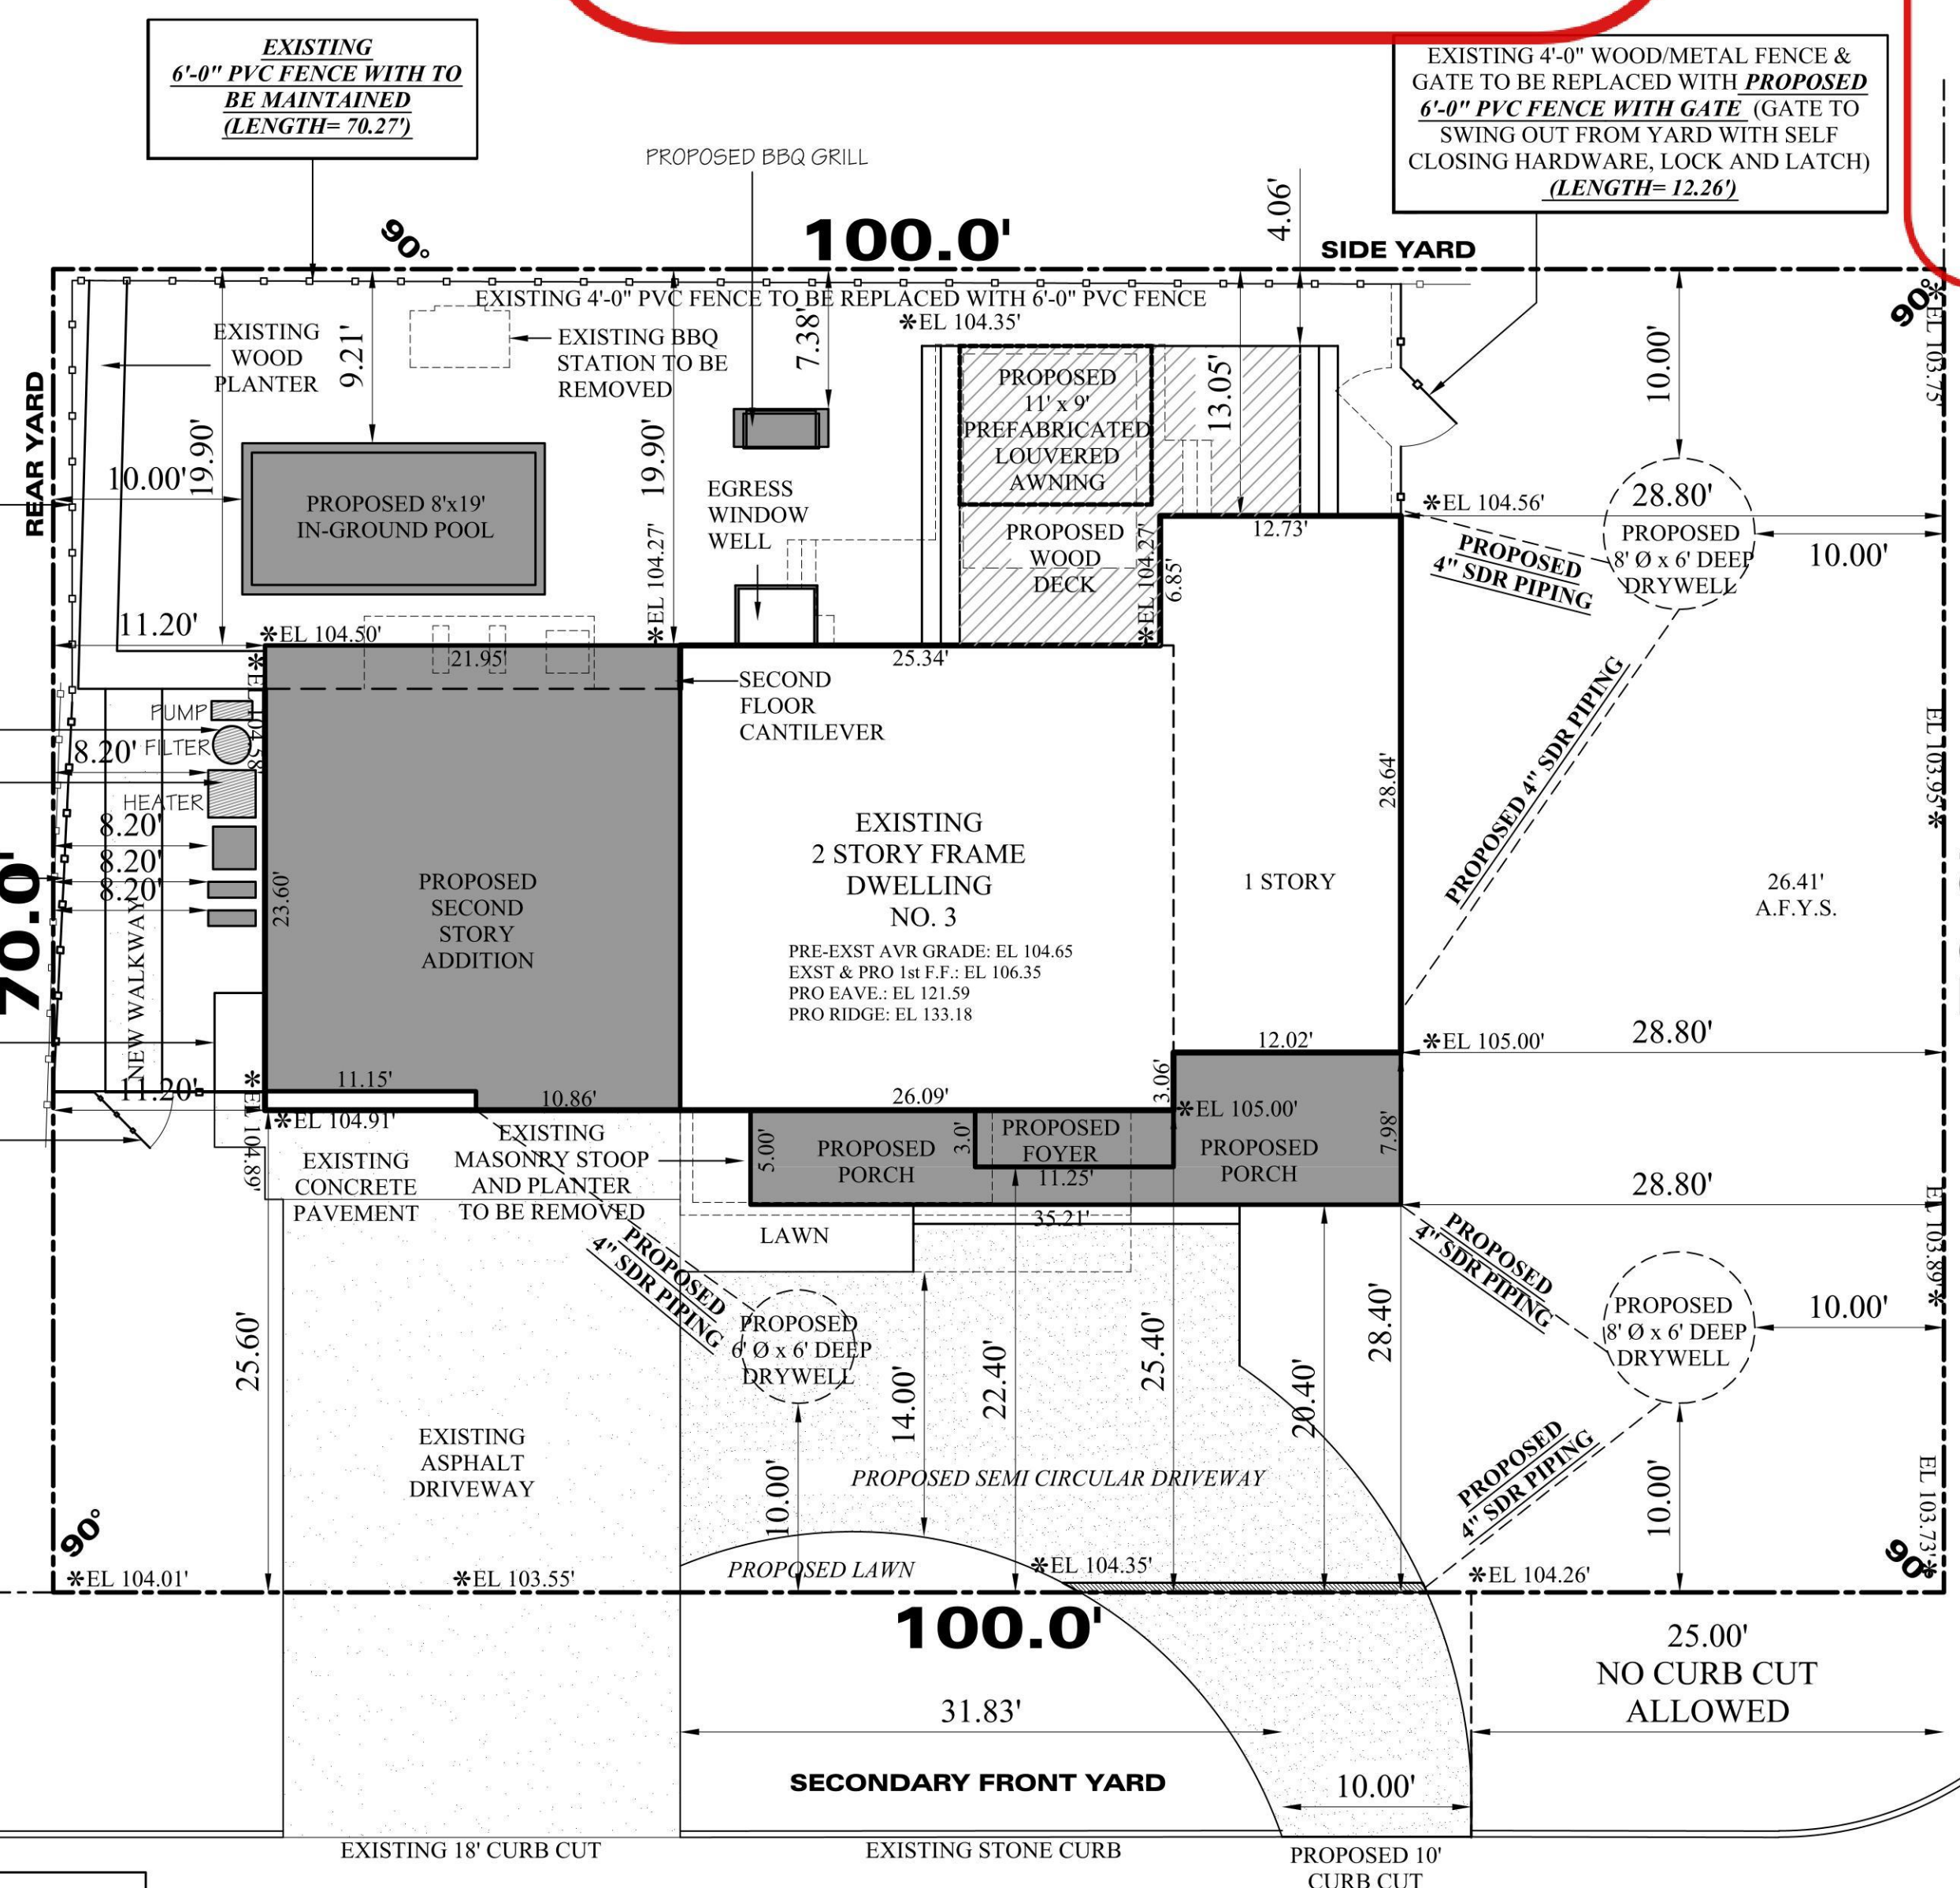 EXISTING
6'-0" PVC FENCE WITH TO
BE MAINTAINED
(LENGTH= 70.27')
EXISTING 4'-0" WOOD/METAL FENCE &
GATE TO BE REPLACED WITH PROPOSED
6'-0" PVC FENCE WITH GATE (GATE TO
SWING OUT FROM YARD WITH SELF
CLOSING HARDWARE, LOCK AND LATCH)
(LENGTH= 12.26')
PROPOSED BBQ GRILL
4.06'
90°
100.0'
SIDE YARD
90°
*EL 103.75'
EXISTING 4'-0" PVC FENCE TO BE REPLACED WITH 6'-0" PVC FENCE
*EL 104.35'
EXISTING
WOOD
PLANTER
9.21'
EXISTING BBQ
STATION TO BE
REMOVED
7.38'
13.05'
10.00'
REAR YARD
19.90'
10.00'
19.90'
PROPOSED
11' x 9'
PREFABRICATED
LOUVERED
AWNING
PROPOSED 8'x19'
IN-GROUND POOL
EGRESS
WINDOW
WELL
PROPOSED
WOOD
DECK
12.73'
6.85'
*EL 104.27'
*EL 104.27'
*EL 104.56'
28.80'
PROPOSED
8' Ø x 6' DEEP
DRYWELL
10.00'
PROPOSED
4" SDR PIPING
11.20'
*EL 104.50'
21.95'
25.34'
*EL 104.58'
SECOND
FLOOR
CANTILEVER
PUMP
FILTER
8.20'
HEATER
8.20'
8.20'
8.20'
70.0'
23.60'
NEW WALKWAY
PROPOSED
SECOND
STORY
ADDITION
EXISTING
2 STORY FRAME
DWELLING
NO. 3
PRE-EXST AVR GRADE: EL 104.65
EXST & PRO 1st F.F.: EL 106.35
PRO EAVE.: EL 121.59
PRO RIDGE: EL 133.18
1 STORY
28.64'
PROPOSED 4" SDR PIPING
EL 103.95'*
26.41'
A.F.Y.S.
12.02'
*EL 105.00'
28.80'
11.20'
11.15'
10.86'
26.09'
3.06'
*EL 105.00'
*EL 104.91'
*EL 104.89'
EXISTING
CONCRETE
PAVEMENT
EXISTING
MASONRY STOOP
AND PLANTER
TO BE REMOVED
5.00'
PROPOSED
PORCH
3.0'
PROPOSED
FOYER
11.25'
PROPOSED
PORCH
7.98'
28.80'
35.21'
LAWN
PROPOSED
4" SDR PIPING
PROPOSED
4" SDR PIPING
EL 103.89'*
25.60'
PROPOSED
6' Ø x 6' DEEP
DRYWELL
14.00'
22.40'
25.40'
20.40'
28.40'
PROPOSED
8' Ø x 6' DEEP
DRYWELL
10.00'
EXISTING
ASPHALT
DRIVEWAY
10.00'
PROPOSED SEMI CIRCULAR DRIVEWAY
PROPOSED
4" SDR PIPING
10.00'
EL 103.73'*
90°
90°
*EL 104.01'
*EL 103.55'
PROPOSED LAWN
*EL 104.35'
*EL 104.26'
100.0'
25.00'
NO CURB CUT
ALLOWED
31.83'
SECONDARY FRONT YARD
10.00'
EXISTING 18' CURB CUT
EXISTING STONE CURB
PROPOSED 10'
CURB CUT